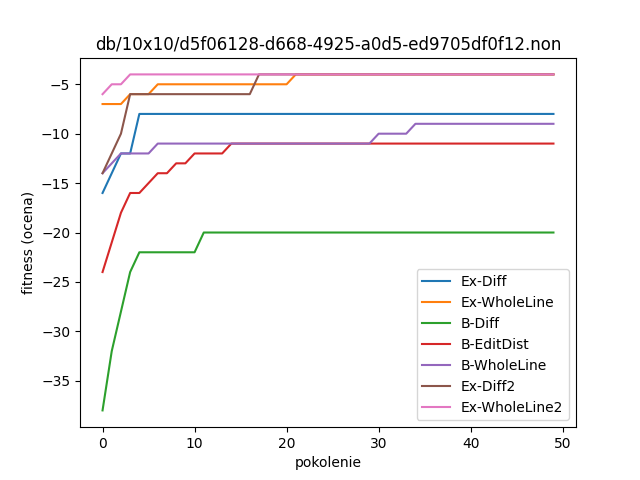 db/10x10/d5f06128-d668-4925-a0d5-ed9705df0f12.non
fitness (ocena)
−5
−10
−15
−20
−25
−30
−35
Ex-Diff
Ex-WholeLine
B-Diff
B-EditDist
B-WholeLine
Ex-Diff2
Ex-WholeLine2
0 10 20 30 40 50
pokolenie